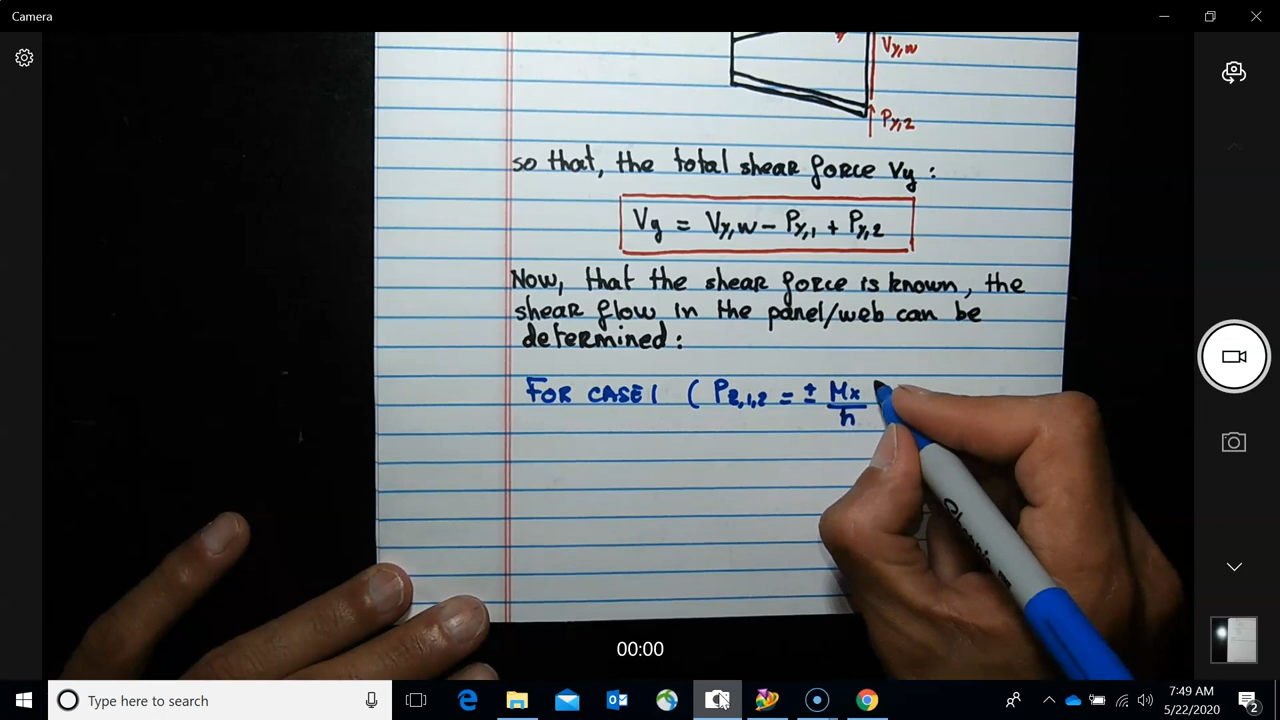 Camera
Vy,w
Py,2
so that, the total shear force Vy :
Vy = Vy,w - Py,1 + Py,2
Now, that the shear force is known, the
shear flow in the panel/web can be
determined :
FOR CASE 1 ( Pz,1,2 = ± Mx
h
Sharpie
00:00
Type here to search
7:49 AM
5/22/2020
2